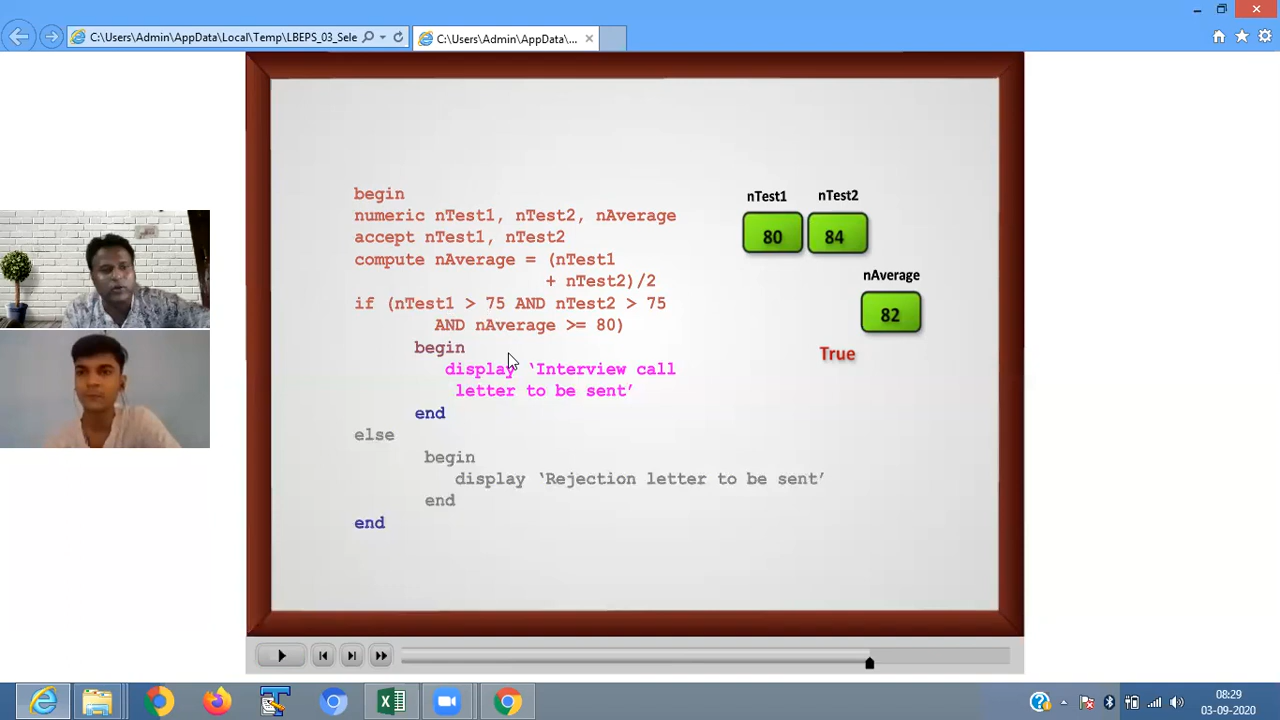 C:\Users\Admin\AppData\Local\Temp\LBEPS_03_Sele
C:\Users\Admin\AppData\...
begin
numeric nTest1, nTest2, nAverage
accept nTest1, nTest2
compute nAverage = (nTest1
+ nTest2)/2
if (nTest1 > 75 AND nTest2 > 75
AND nAverage >= 80)
begin
display ‘Interview call
letter to be sent’
end
else
begin
display ‘Rejection letter to be sent’
end
end
nTest1 nTest2
80 84
nAverage
82
True
08:29
03-09-2020